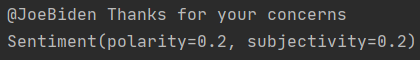 @JoeBiden Thanks for your concerns
Sentiment(polarity=0.2, subjectivity=0.2)